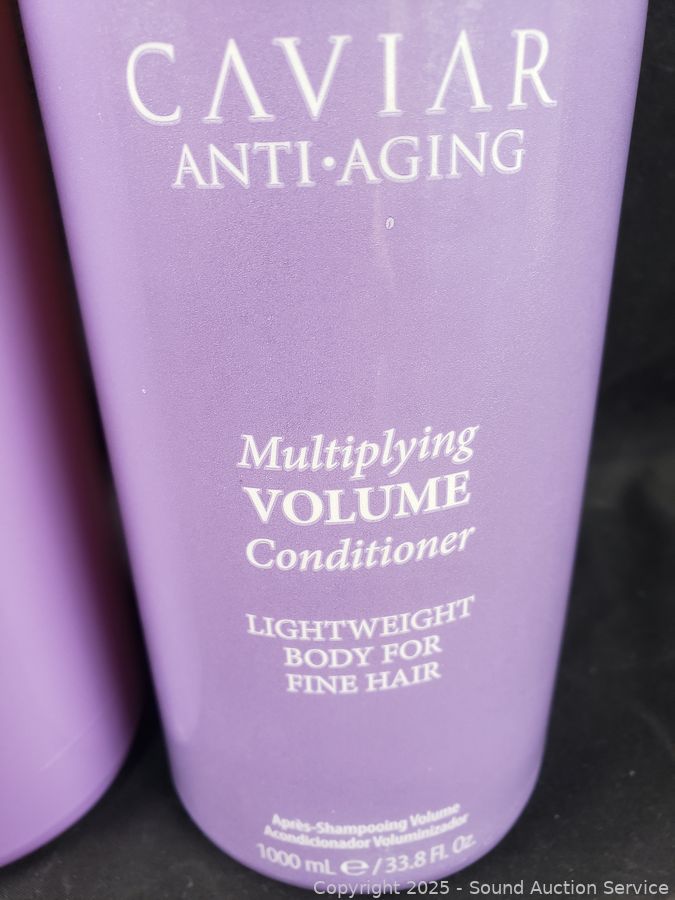 CAVIAR
ANTI•AGING
Multiplying
VOLUME
Conditioner
LIGHTWEIGHT
BODY FOR
FINE HAIR
Après-Shampooing Volume
Acondicionador Voluminizador
1000 mL ℮ / 33.8 Fl. Oz.
Copyright 2025 - Sound Auction Service